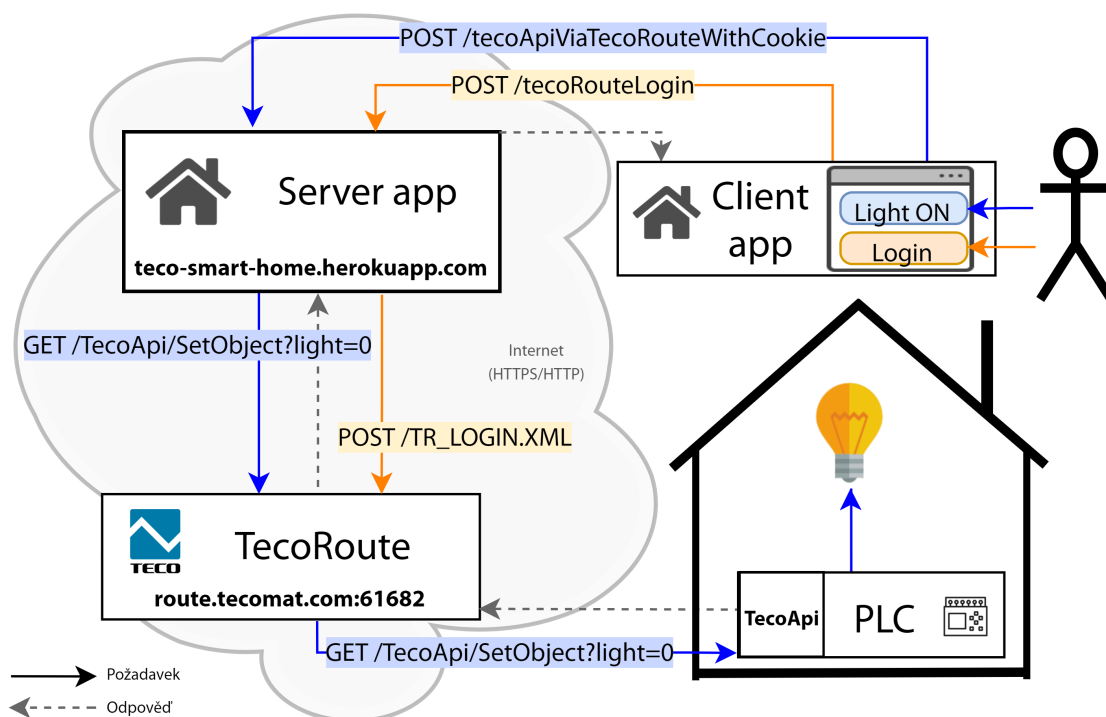 POST /tecoApiViaTecoRouteWithCookie
POST /tecoRouteLogin
Server app
teco-smart-home.herokuapp.com
Client
app
Light ON
Login
GET /TecoApi/SetObject?light=0
Internet
(HTTPS/HTTP)
POST /TR_LOGIN.XML
TECO
TecoRoute
route.tecomat.com:61682
TecoApi
PLC
GET /TecoApi/SetObject?light=0
Požadavek
Odpověď